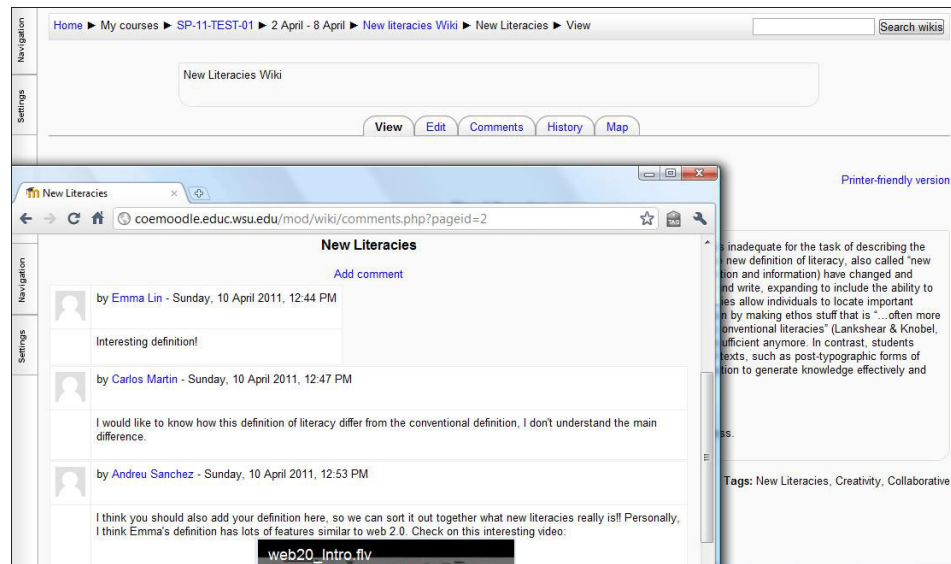 Home ► My courses ► SP-11-TEST-01 ► 2 April - 8 April ► New literacies Wiki ► New Literacies ► View
Search wikis
Navigation
Settings
New Literacies Wiki
View Edit Comments History Map
Printer-friendly version
New Literacies
coemoodle.educ.wsu.edu/mod/wiki/comments.php?pageid=2
Navigation
Settings
New Literacies
Add comment
by Emma Lin - Sunday, 10 April 2011, 12:44 PM
Interesting definition!
by Carlos Martin - Sunday, 10 April 2011, 12:47 PM
I would like to know how this definition of literacy differ from the conventional definition, I don't understand the main
difference.
by Andreu Sanchez - Sunday, 10 April 2011, 12:53 PM
I think you should also add your definition here, so we can sort it out together what new literacies really is!! Personally,
I think Emma's definition has lots of features similar to web 2.0. Check on this interesting video:
web20_Intro.flv
inadequate for the task of describing the
new definition of literacy, also called "new
and information) have changed and
write, expanding to include the ability to
allow individuals to locate important
by making ethos stuff that is "…often more
conventional literacies" (Lankshear & Knobel,
anymore. In contrast, students
texts, such as post-typographic forms of
to generate knowledge effectively and
Tags: New Literacies, Creativity, Collaborative